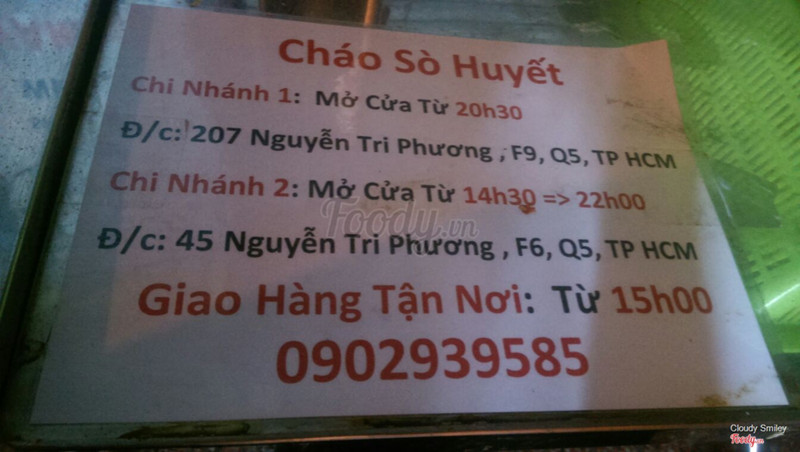 Cháo Sò Huyết
Chi Nhánh 1: Mở Cửa Từ 20h30
Đ/c: 207 Nguyễn Tri Phương , F9, Q5, TP HCM
Chi Nhánh 2: Mở Cửa Từ 14h30 => 22h00
Foody.vn
Đ/c: 45 Nguyễn Tri Phương , F6, Q5, TP HCM
Giao Hàng Tận Nơi: Từ 15h00
0902939585
Cloudy Smiley
Foody.vn